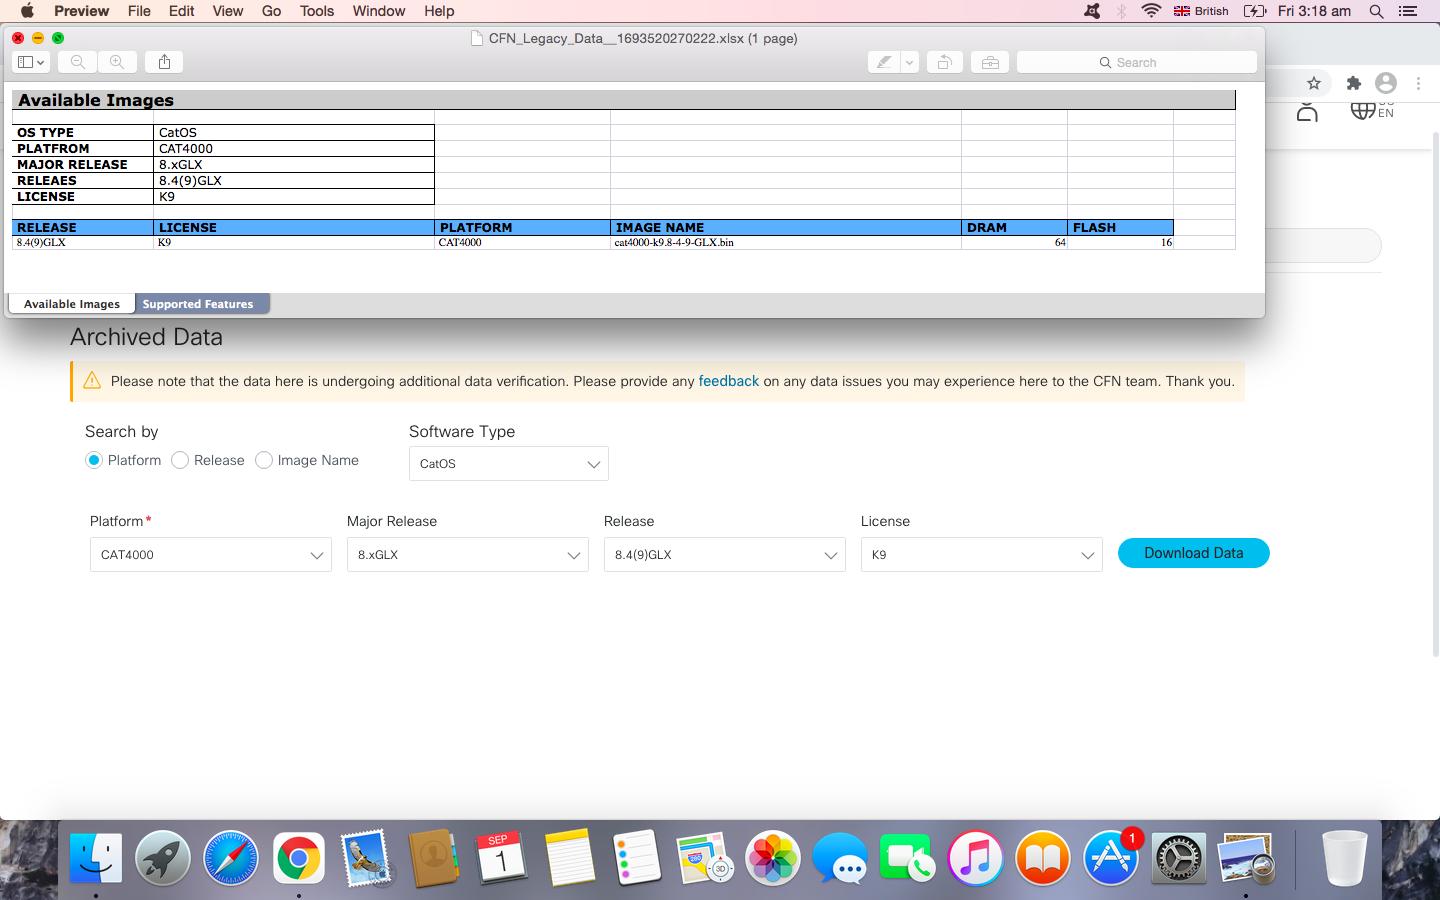 Preview File Edit View Go Tools Window Help British Fri 3:18 am
CFN_Legacy_Data__1693520270222.xlsx (1 page)
Search
Available Images
OS TYPE CatOS
PLATFROM CAT4000
MAJOR RELEASE 8.xGLX
RELEAES 8.4(9)GLX
LICENSE K9
RELEASE LICENSE PLATFORM IMAGE NAME DRAM FLASH
8.4(9)GLX K9 CAT4000 cat4000-k9.8-4-9-GLX.bin 64 16
Available Images Supported Features
EN
Archived Data
Please note that the data here is undergoing additional data verification. Please provide any feedback on any data issues you may experience here to the CFN team. Thank you.
Search by Software Type
Platform Release Image Name CatOS
Platform* Major Release Release License
CAT4000 8.xGLX 8.4(9)GLX K9 Download Data
SEP
1
280
3D
1